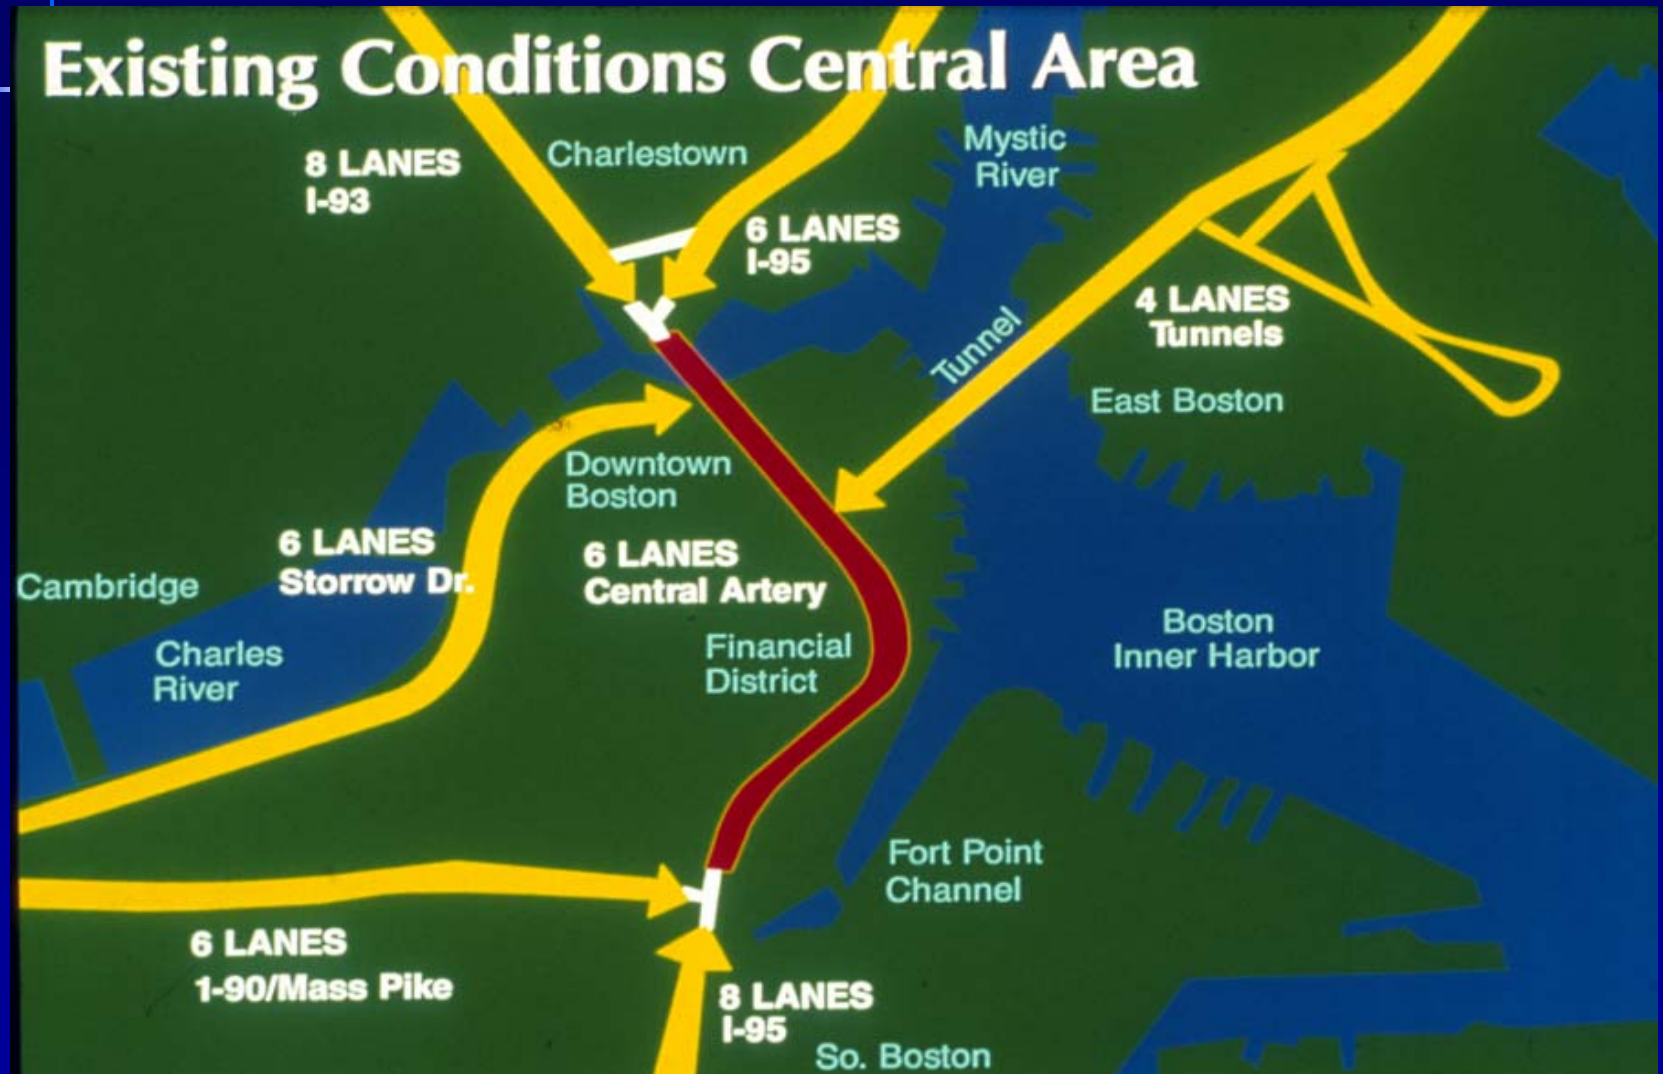 Existing Conditions Central Area
8 LANES
I-93
Charlestown
Mystic
River
6 LANES
I-95
4 LANES
Tunnels
Tunnel
East Boston
Downtown
Boston
6 LANES
Storrow Dr.
6 LANES
Central Artery
Cambridge
Charles
River
Financial
District
Boston
Inner Harbor
Fort Point
Channel
6 LANES
1-90/Mass Pike
8 LANES
I-95
So. Boston